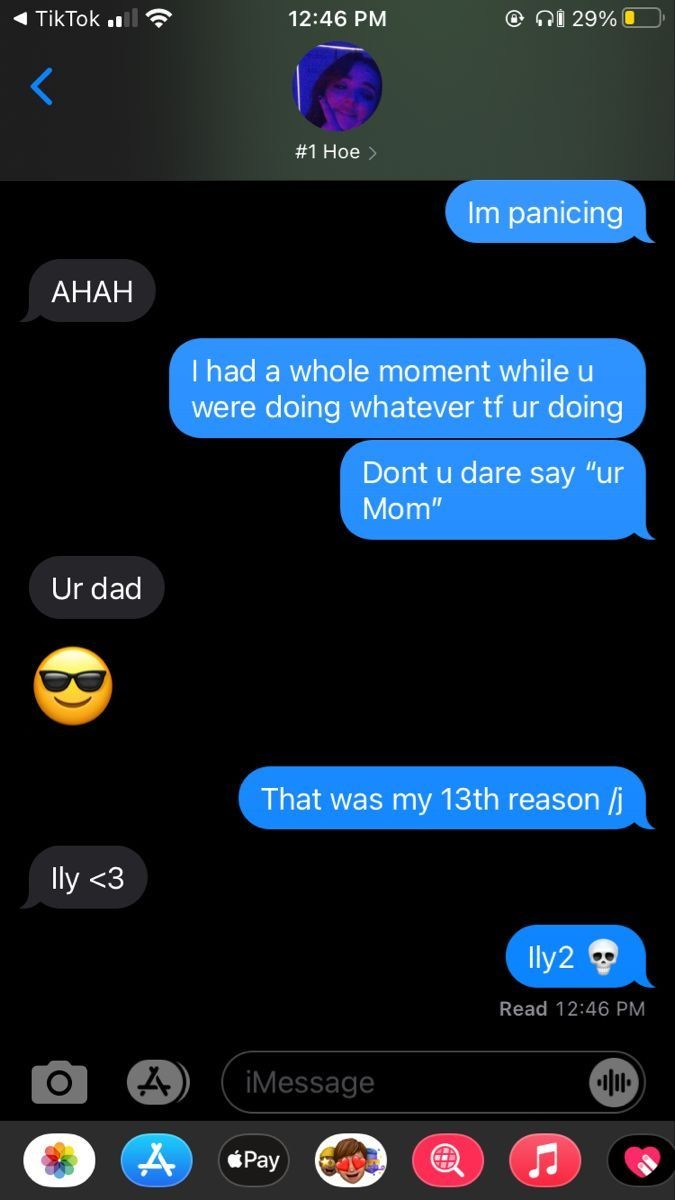 TikTok 12:46 PM 29%
#1 Hoe
Im panicing
AHAH
I had a whole moment while u
were doing whatever tf ur doing
Dont u dare say “ur
Mom”
Ur dad
😎
That was my 13th reason /j
Ily <3
Ily2 💀
Read 12:46 PM
iMessage
Pay